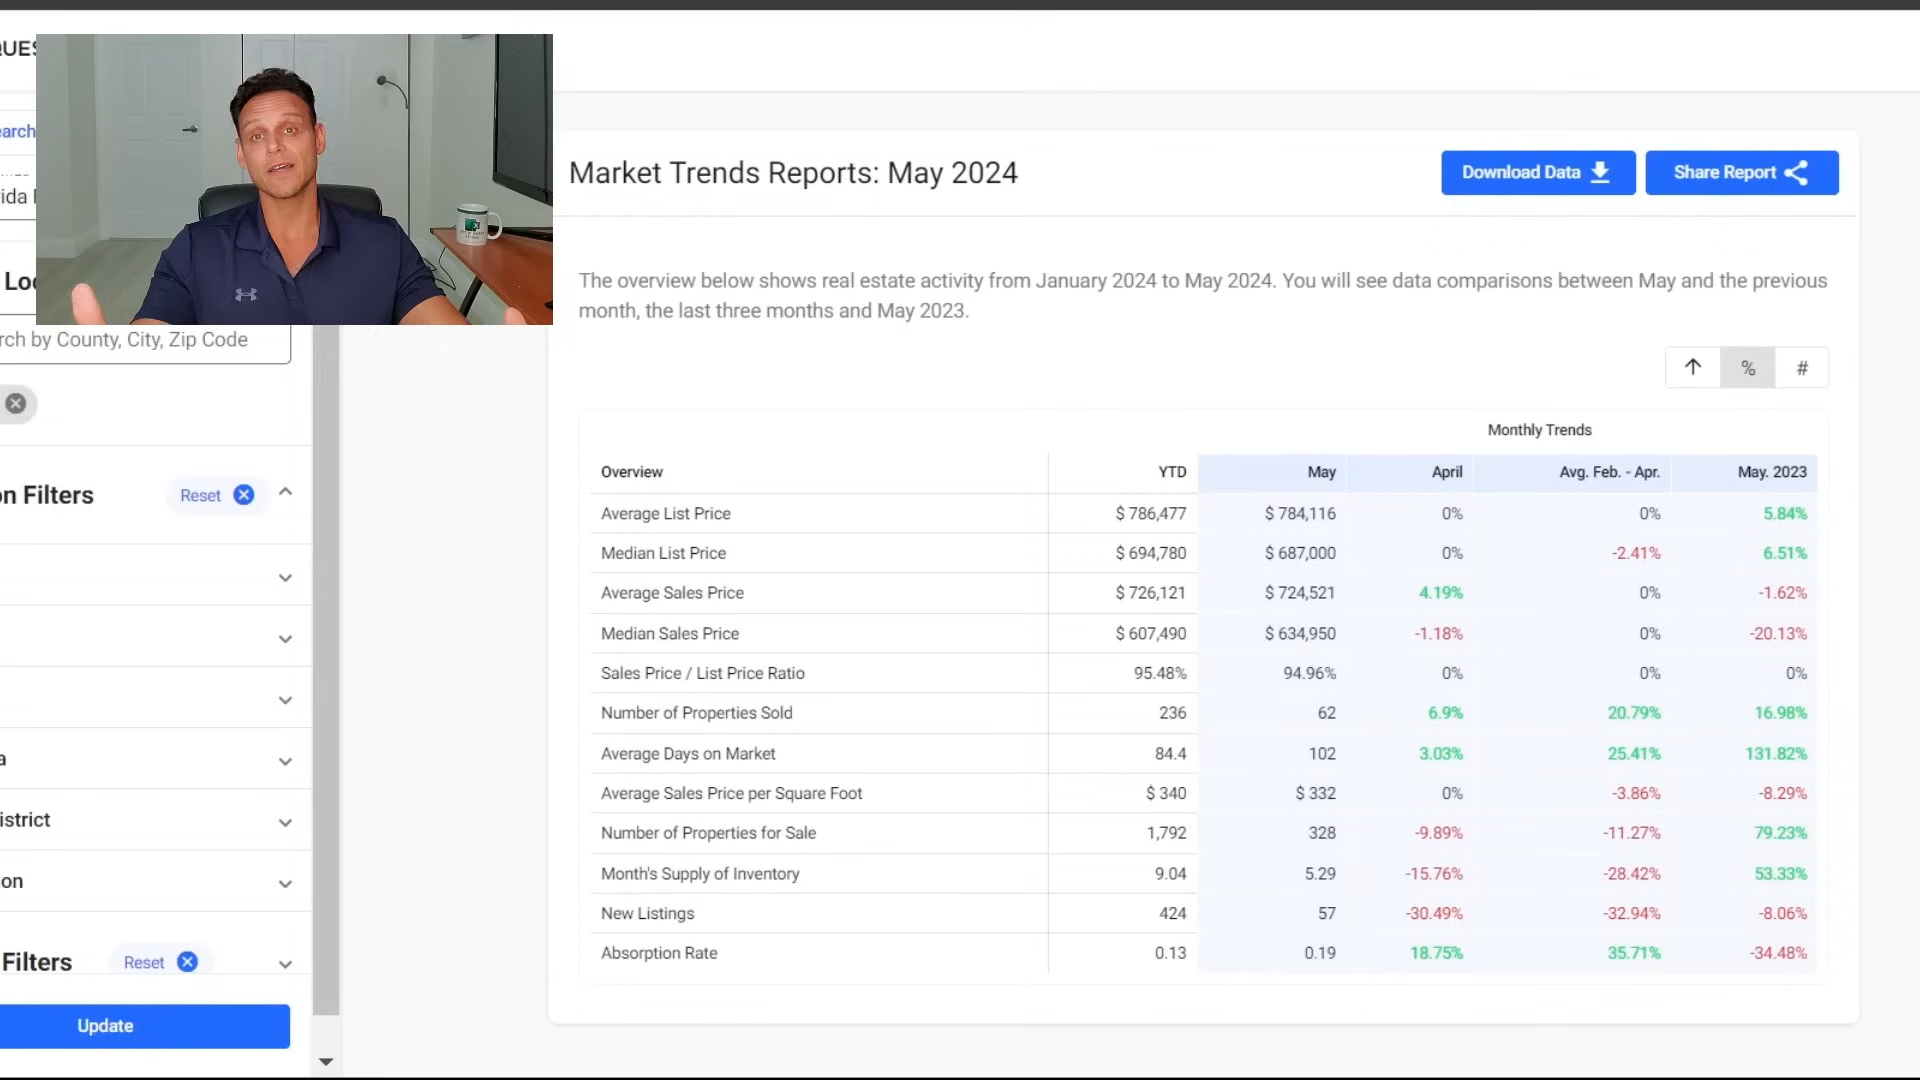 QUES
earch
ida
Loc
rch by County, City, Zip Code
on Filters
Reset
a
istrict
on
Filters
Reset
Update
Market Trends Reports: May 2024
Download Data
Share Report
The overview below shows real estate activity from January 2024 to May 2024. You will see data comparisons between May and the previous
month, the last three months and May 2023.
% #
Monthly Trends
Overview YTD May April Avg. Feb. - Apr. May. 2023
Average List Price $ 786,477 $ 784,116 0% 0% 5.84%
Median List Price $ 694,780 $ 687,000 0% -2.41% 6.51%
Average Sales Price $ 726,121 $ 724,521 4.19% 0% -1.62%
Median Sales Price $ 607,490 $ 634,950 -1.18% 0% -20.13%
Sales Price / List Price Ratio 95.48% 94.96% 0% 0% 0%
Number of Properties Sold 236 62 6.9% 20.79% 16.98%
Average Days on Market 84.4 102 3.03% 25.41% 131.82%
Average Sales Price per Square Foot $ 340 $ 332 0% -3.86% -8.29%
Number of Properties for Sale 1,792 328 -9.89% -11.27% 79.23%
Month's Supply of Inventory 9.04 5.29 -15.76% -28.42% 53.33%
New Listings 424 57 -30.49% -32.94% -8.06%
Absorption Rate 0.13 0.19 18.75% 35.71% -34.48%